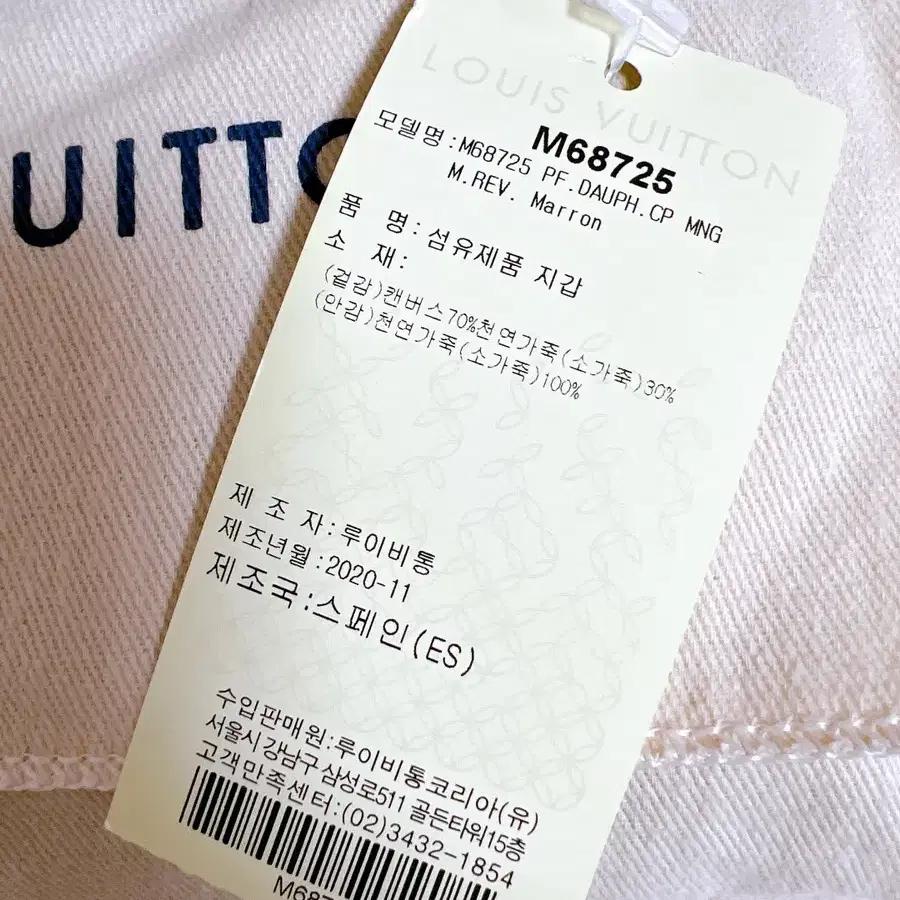 UITTO
LOUIS VUITTON
M68725
모델명:M68725 PF.DAUPH.CP MNG
M.REV. Marron
품 명:섬유제품 지갑
소 재:
(겉감)캔버스70%천연가죽(소가죽)30%
(안감)천연가죽(소가죽)100%
제 조 자:루이비통
제조년월:2020-11
제조국:스페인(ES)
수입판매원:루이비통코리아(유)
서울시 강남구 삼성로511 골든타워15층
고객만족센터:(02)3432-1854